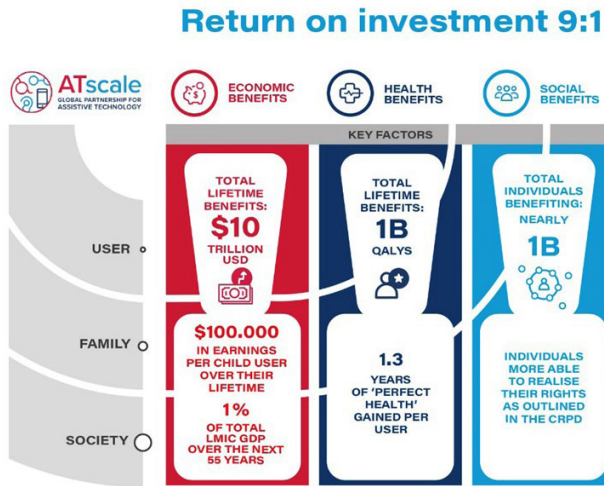 Return on investment 9:1
ATscale
GLOBAL PARTNERSHIP FOR
ASSISTIVE TECHNOLOGY
ECONOMIC
BENEFITS
HEALTH
BENEFITS
SOCIAL
BENEFITS
KEY FACTORS
USER
FAMILY
SOCIETY
TOTAL
LIFETIME
BENEFITS:
$10
TRILLION
USD
$100.000
IN EARNINGS
PER CHILD USER
OVER THEIR
LIFETIME
1%
OF TOTAL
LMIC GDP
OVER THE NEXT
55 YEARS
TOTAL
LIFETIME
BENEFITS:
1B
QALYS
1.3
YEARS
OF 'PERFECT
HEALTH'
GAINED PER
USER
TOTAL
INDIVIDUALS
BENEFITING:
NEARLY
1B
INDIVIDUALS
MORE ABLE
TO REALISE
THEIR RIGHTS
AS OUTLINED
IN THE CRPD